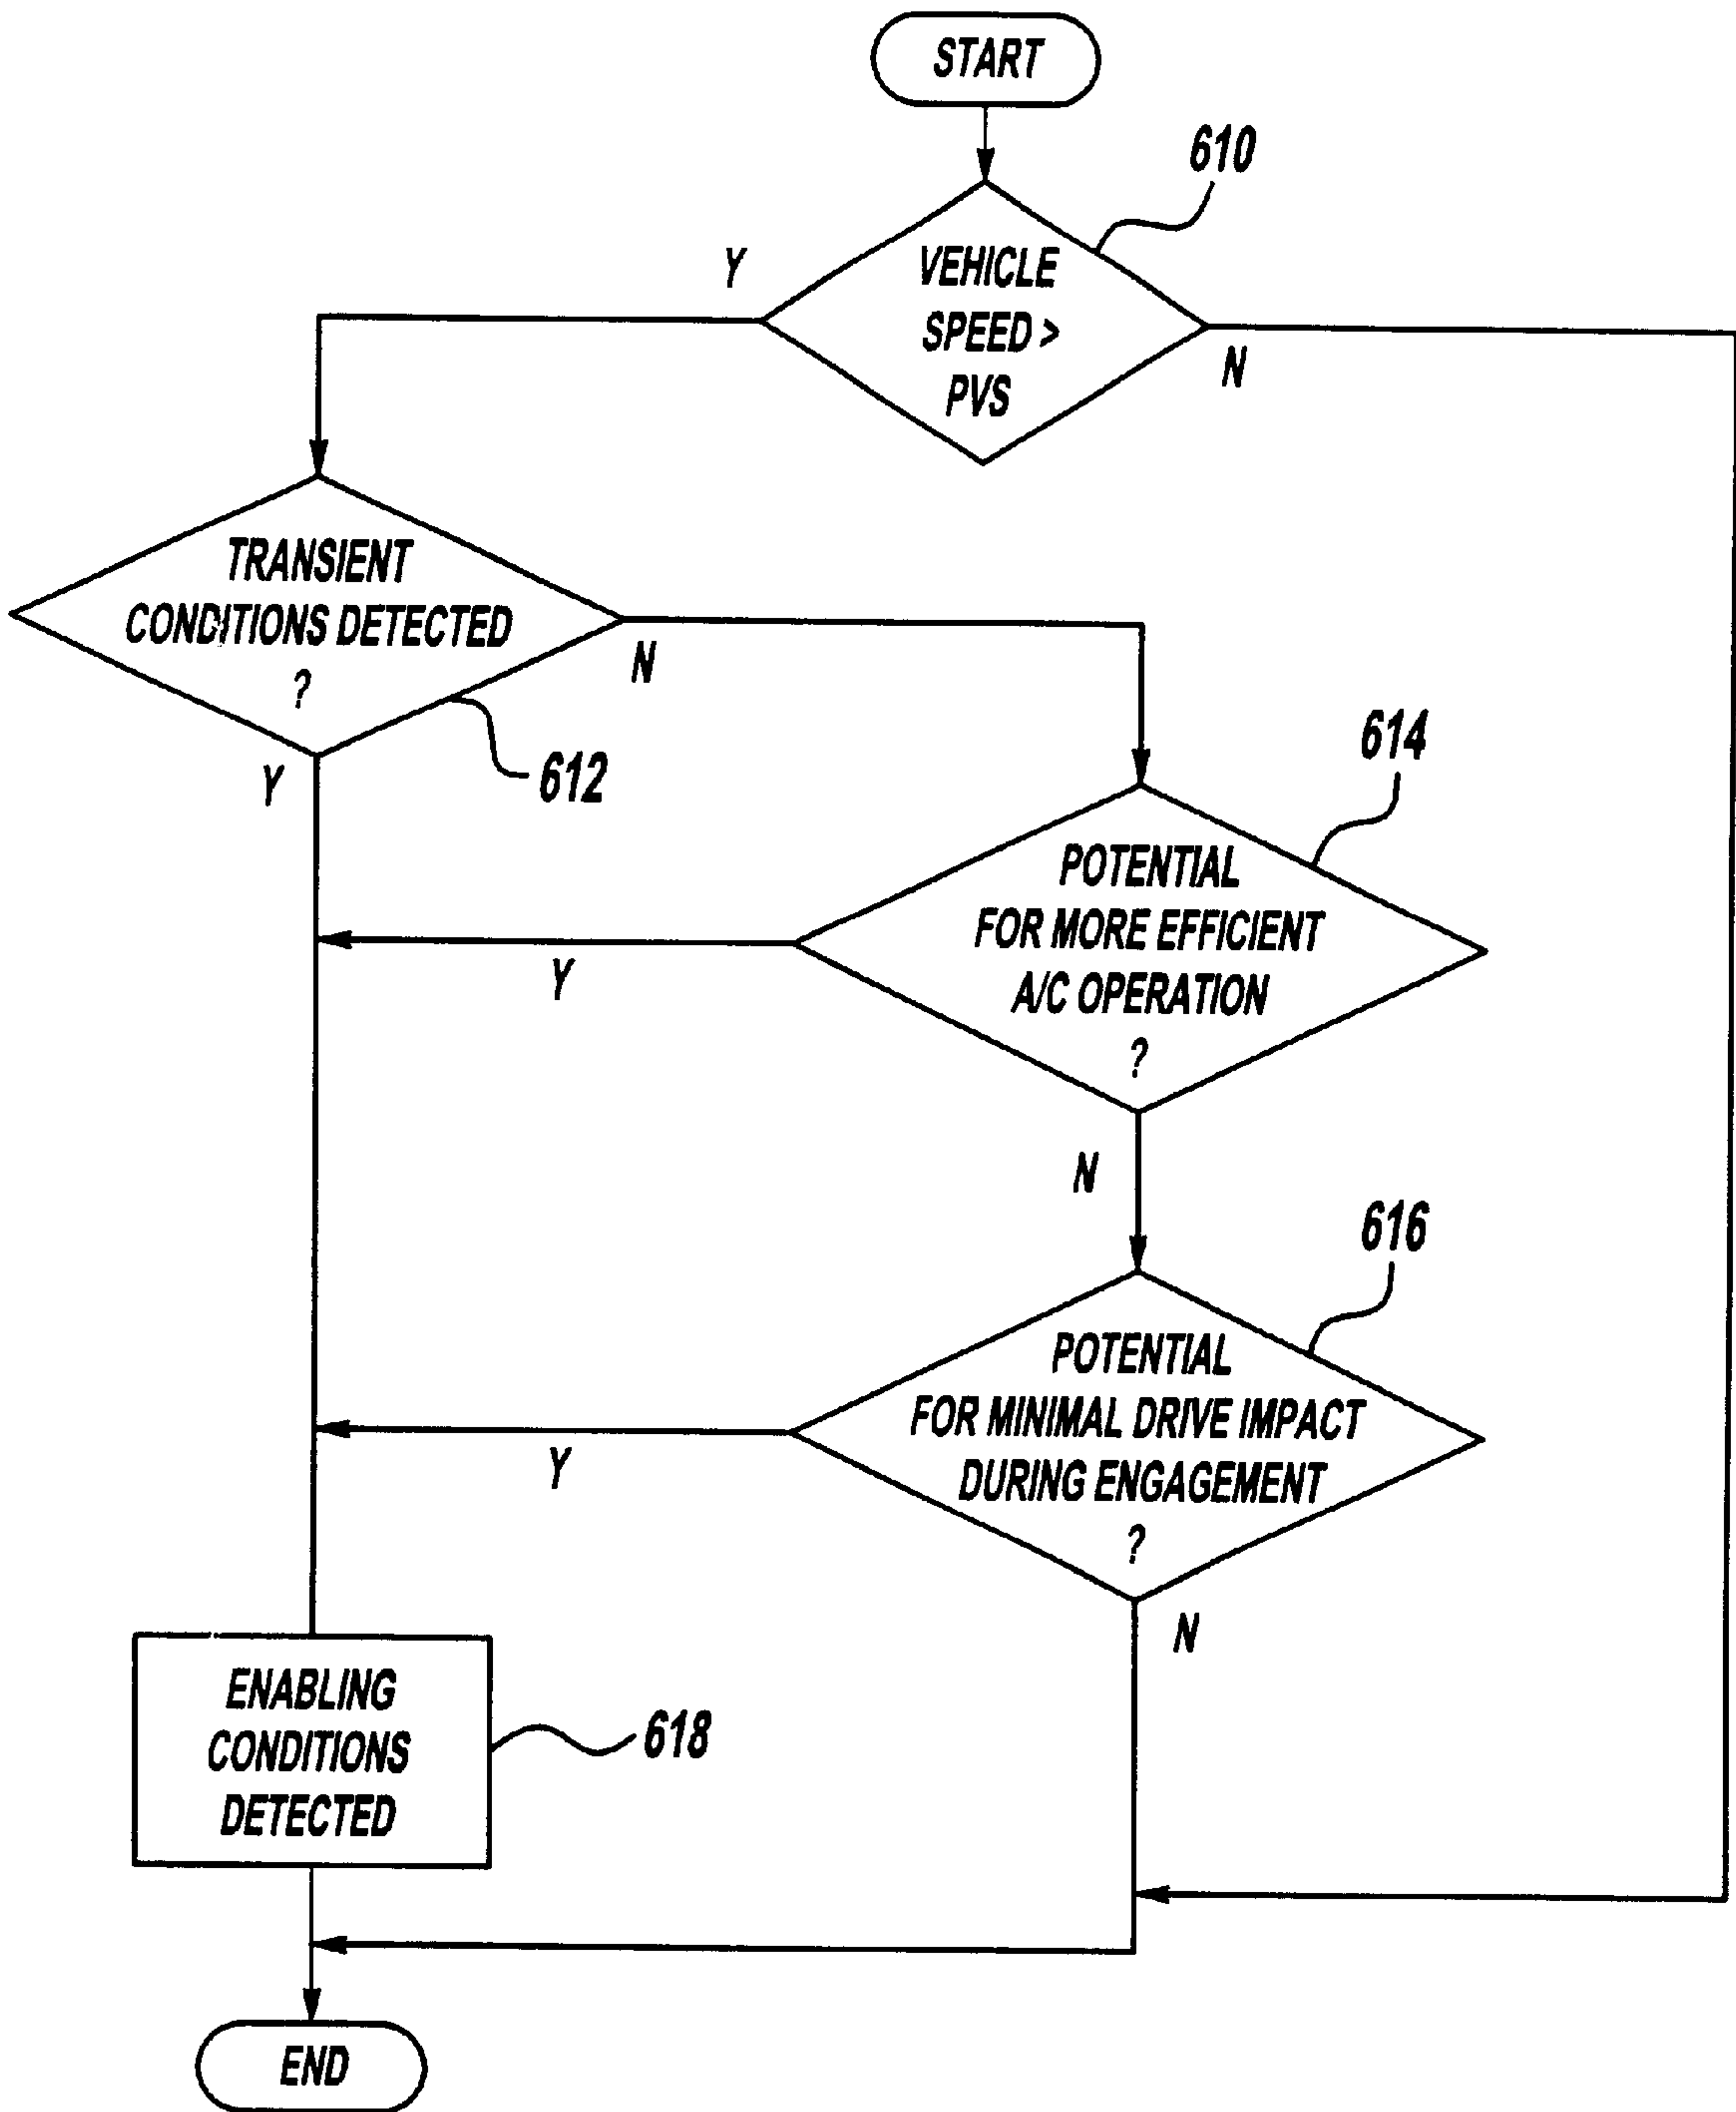 START
610
VEHICLE
SPEED >
PVS
Y
N
TRANSIENT
CONDITIONS DETECTED
?
N
Y
612
614
POTENTIAL
FOR MORE EFFICIENT
A/C OPERATION
?
Y
N
616
POTENTIAL
FOR MINIMAL DRIVE IMPACT
DURING ENGAGEMENT
?
Y
N
ENABLING
CONDITIONS
DETECTED
618
END